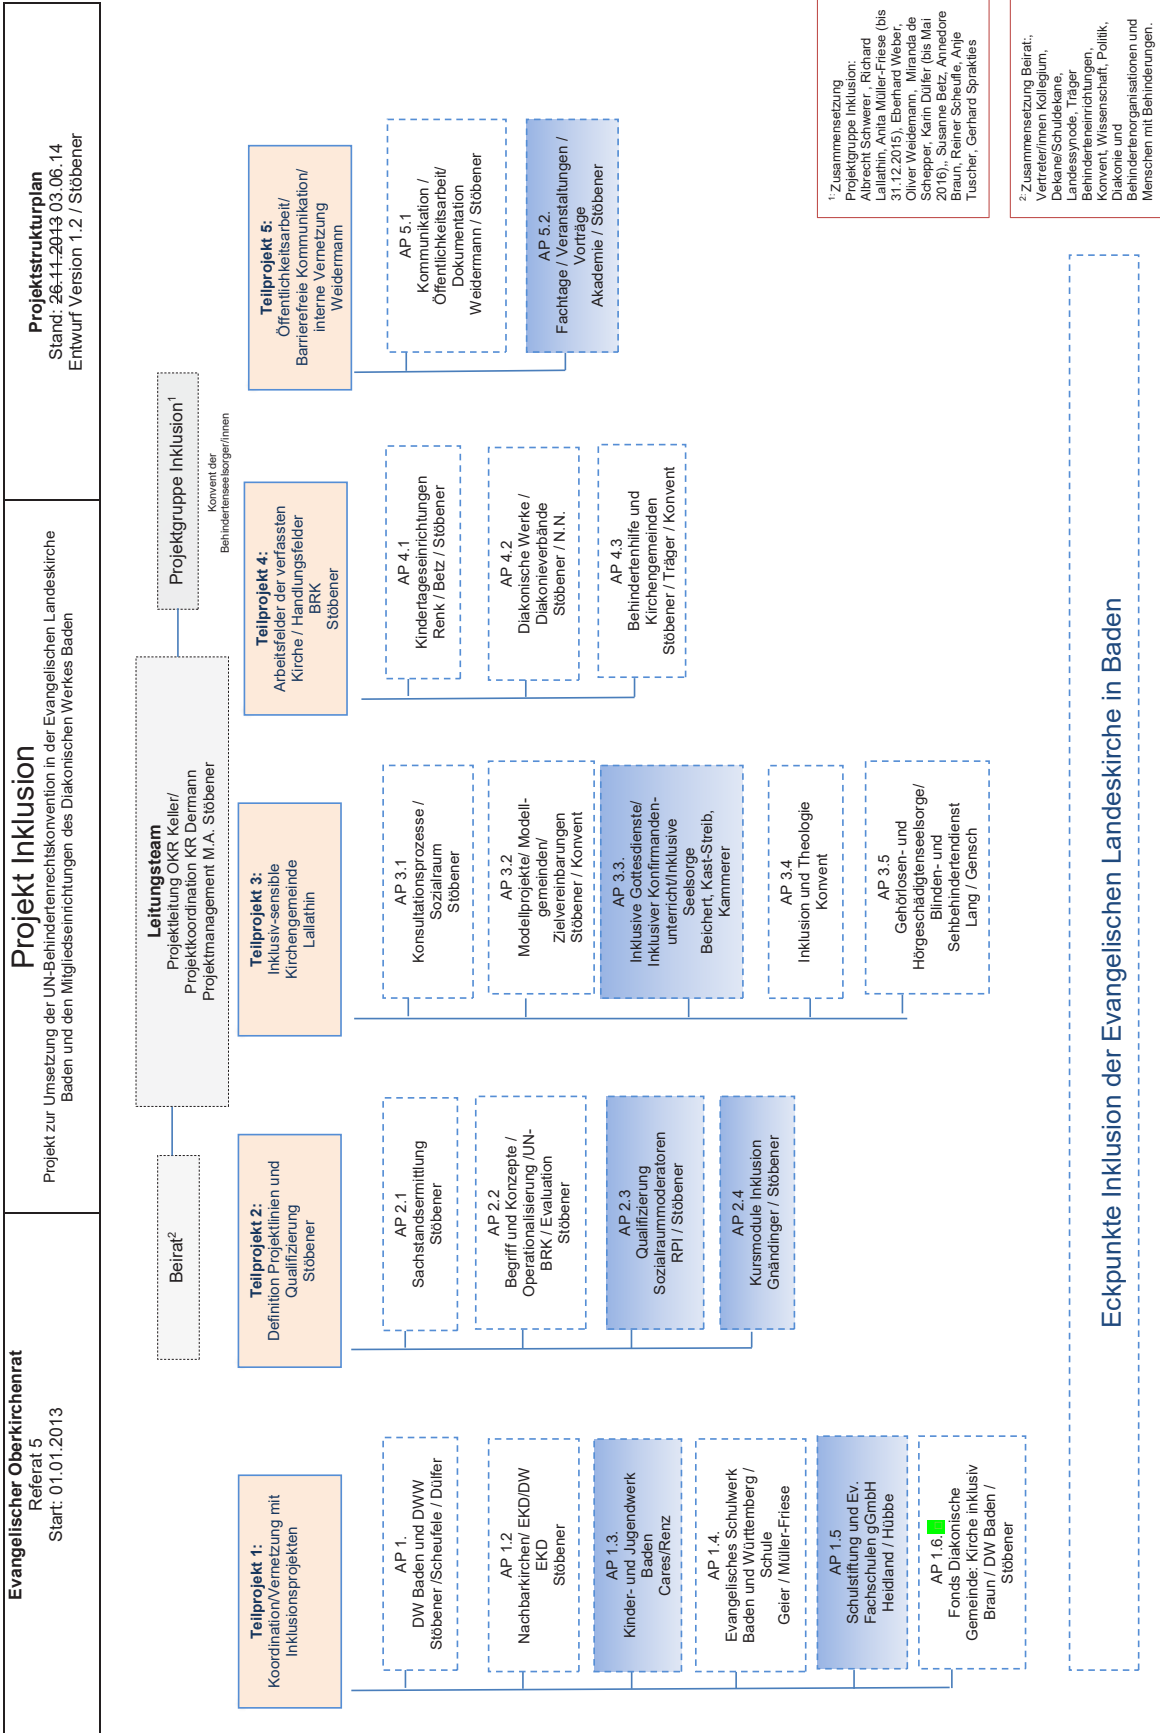 Evangelischer Oberkirchenrat
Referat 5
Start: 01.01.2013
Projekt Inklusion
Projekt zur Umsetzung der UN-Behindertenrechtskonvention in der Evangelischen Landeskirche
Baden und den Mitgliedseinrichtungen des Diakonischen Werkes Baden
Projektstrukturplan
Stand: 26.11.2013 03.06.14
Entwurf Version 1.2 / Stöbener
Beirat²
Leitungsteam
Projektleitung OKR Keller/
Projektkoordination KR Dermann
Projektmanagement M.A. Stöbener
Projektgruppe Inklusion¹
Konvent der
Behindertenseelsorger/innen
Teilprojekt 1:
Koordination/Vernetzung mit
Inklusionsprojekten
AP 1.
DW Baden und DWW
Stöbener /Scheufele / Dülfer
AP 1.2
Nachbarkirchen/ EKD/DW
EKD
Stöbener
AP 1.3.
Kinder- und Jugendwerk
Baden
Cares/Renz
AP 1.4.
Evangelisches Schulwerk
Baden und Württemberg /
Schule
Geier / Müller-Friese
AP 1.5
Schulstiftung und Ev.
Fachschulen gGmbH
Heidland / Hübbe
AP 1.6.
Fonds Diakonische
Gemeinde: Kirche inklusiv
Braun / DW Baden /
Stöbener
Teilprojekt 2:
Definition Projektlinien und
Qualifizierung
Stöbener
AP 2.1
Sachstandsermittlung
Stöbener
AP 2.2
Begriff und Konzepte /
Operationalisierung /UN-
BRK / Evaluation
Stöbener
AP 2.3
Qualifizierung
Sozialraummoderatoren
RPI / Stöbener
AP 2.4
Kursmodule Inklusion
Gnändinger / Stöbener
Teilprojekt 3:
Inklusiv-sensible
Kirchengemeinde
Lallathin
AP 3.1
Konsultationsprozesse /
Sozialraum
Stöbener
AP 3.2
Modellprojekte/ Modell-
gemeinden/
Zielvereinbarungen
Stöbener / Konvent
AP 3.3.
Inklusive Gottesdienste/
Inklusiver Konfirmanden-
unterricht/Inklusive
Seelsorge
Beichert, Kast-Streib,
Kammerer
AP 3.4
Inklusion und Theologie
Konvent
AP 3.5
Gehörlosen- und
Hörgeschädigtenseelsorge/
Blinden- und
Sehbehindertendienst
Lang / Gensch
Teilprojekt 4:
Arbeitsfelder der verfassten
Kirche / Handlungsfelder
BRK
Stöbener
AP 4.1
Kindertageseinrichtungen
Renk / Betz / Stöbener
AP 4.2
Diakonische Werke /
Diakonieverbände
Stöbener / N.N.
AP 4.3
Behindertenhilfe und
Kirchengemeinden
Stöbener / Träger / Konvent
Teilprojekt 5:
Öffentlichkeitsarbeit/
Barrierefreie Kommunikation/
interne Vernetzung
Weidermann
AP 5.1
Kommunikation /
Öffentlichkeitsarbeit/
Dokumentation
Weidermann / Stöbener
AP 5.2.
Fachtage / Veranstaltungen /
Vorträge
Akademie / Stöbener
¹: Zusammensetzung
Projektgruppe Inklusion:
Albrecht Schwerer , Richard
Lallathin, Anita Müller-Friese (bis
31.12.2015), Eberhard Weber,
Oliver Weidemann, Miranda de
Schepper, Karin Dülfer (bis Mai
2016),, Susanne Betz, Annedore
Braun, Reiner Scheufle, Anje
Tuscher, Gerhard Sprakties
²: Zusammensetzung Beirat:,
Vertreter/innen Kollegium,
Dekane/Schuldekane,
Landessynode, Träger
Behinderteneinrichtungen,
Konvent, Wissenschaft, Politik,
Diakonie und
Behindertenorganisationen und
Menschen mit Behinderungen.
Eckpunkte Inklusion der Evangelischen Landeskirche in Baden